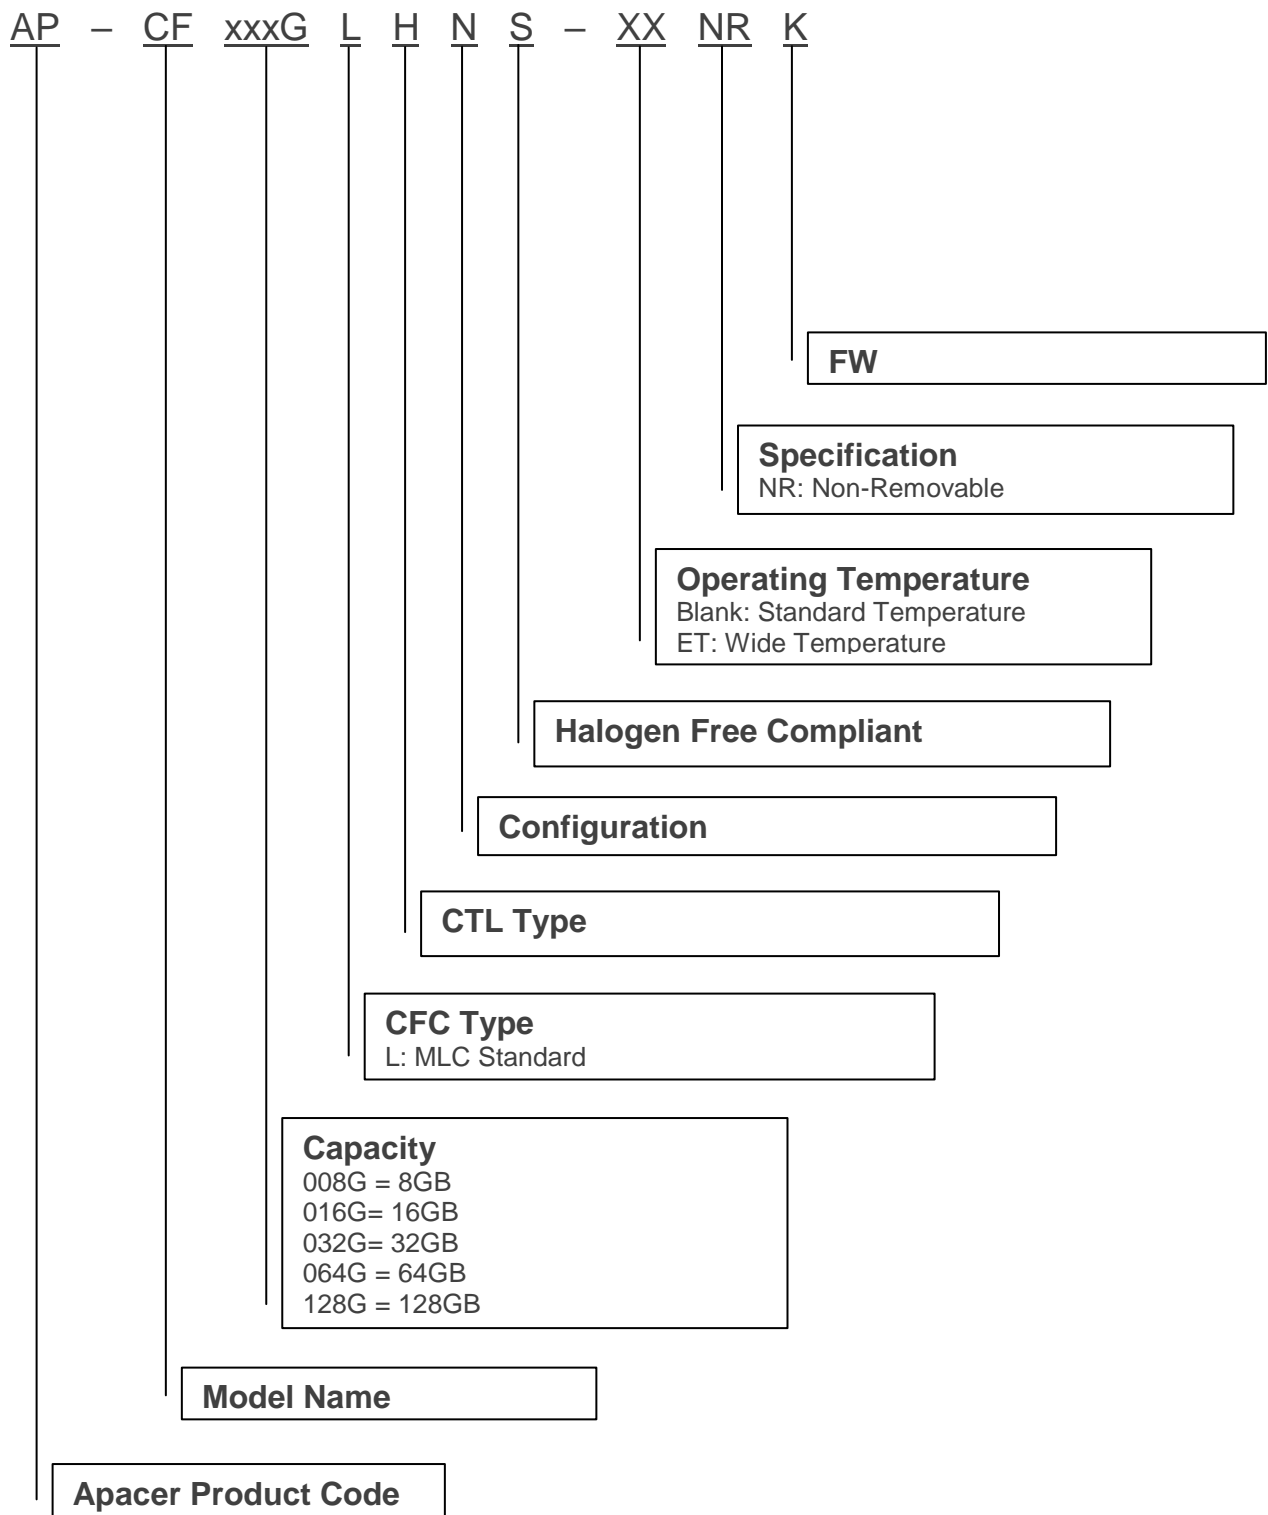 AP – CF xxxG L H N S – XX NR K
FW
Specification
NR: Non-Removable
Operating Temperature
Blank: Standard Temperature
ET: Wide Temperature
Halogen Free Compliant
Configuration
CTL Type
CFC Type
L: MLC Standard
Capacity
008G = 8GB
016G= 16GB
032G= 32GB
064G = 64GB
128G = 128GB
Model Name
Apacer Product Code